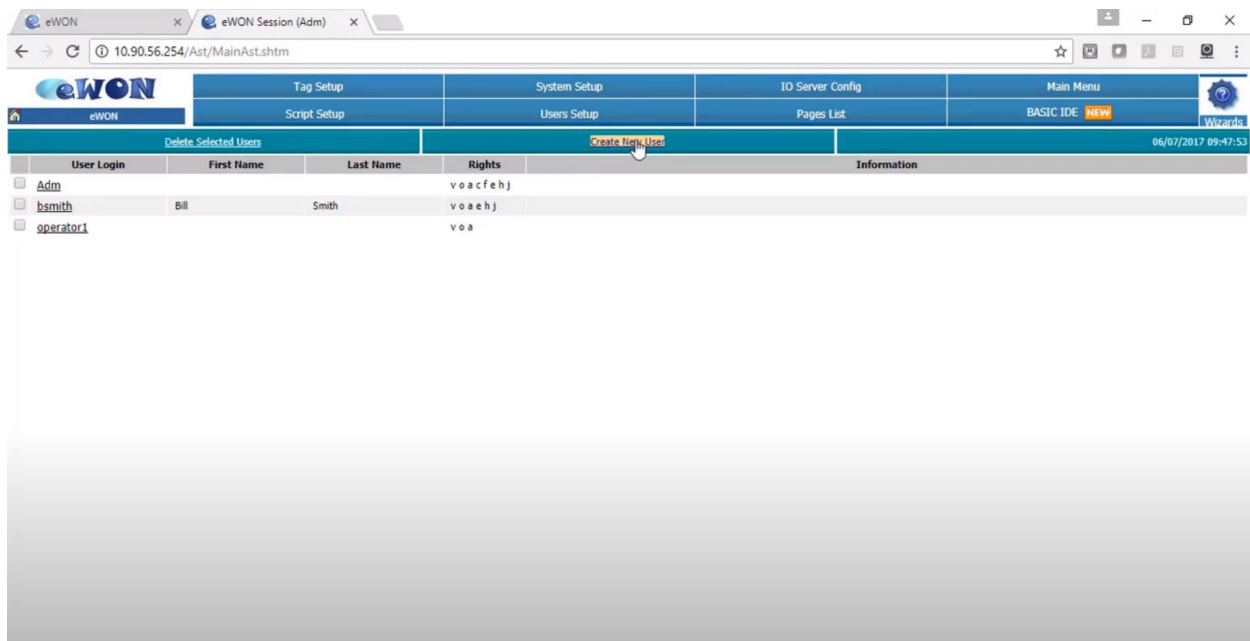 eWON
eWON Session (Adm)
10.90.56.254/Ast/MainAst.shtm
eWON Tag Setup System Setup IO Server Config Main Menu
eWON Script Setup Users Setup Pages List BASIC IDE NEW Wizards
Delete Selected Users Create New User 06/07/2017 09:47:53
User Login First Name Last Name Rights Information
Adm v o a c f e h j
bsmith Bill Smith v o a e h j
operator1 v o a